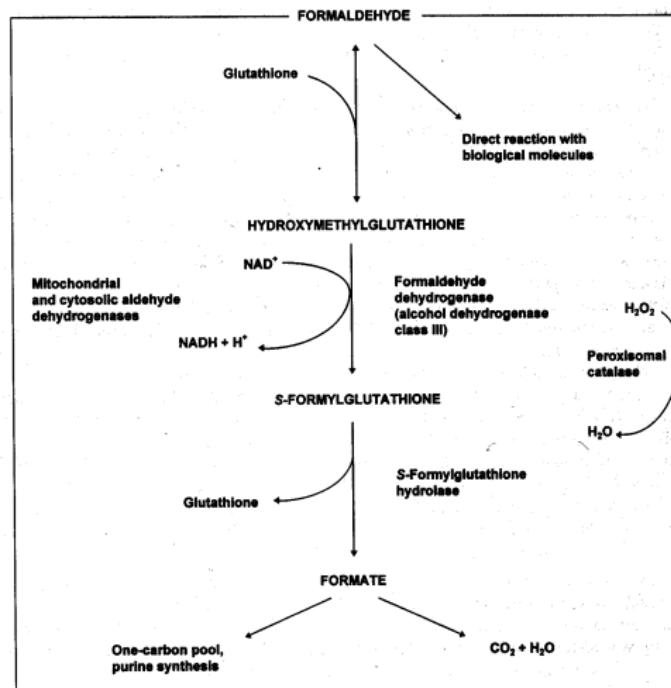 FORMALDEHYDE
Glutathione
Direct reaction with
biological molecules
HYDROXYMETHYLGLUTATHIONE
NAD+
Mitochondrial
and cytosolic aldehyde
dehydrogenases
Formaldehyde
dehydrogenase
(alcohol dehydrogenase
class III)
NADH + H+
H2O2
Peroxisomal
catalase
S-FORMYLGLUTATHIONE
H2O
S-Formylglutathione
hydrolase
Glutathione
FORMATE
One-carbon pool,
purine synthesis
CO2 + H2O